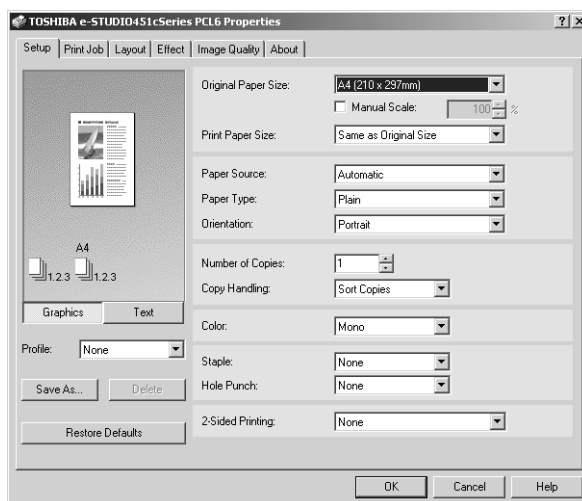 TOSHIBA e-STUDIO451cSeries PCL6 Properties
Setup Print Job Layout Effect Image Quality About
Original Paper Size: A4 (210 x 297mm)
Manual Scale: 100 %
Print Paper Size: Same as Original Size
Paper Source: Automatic
Paper Type: Plain
Orientation: Portrait
A4
1.2.3 1.2.3
Number of Copies: 1
Copy Handling: Sort Copies
Graphics Text
Color: Mono
Profile: None
Staple: None
Save As... Delete
Hole Punch: None
Restore Defaults
2-Sided Printing: None
OK Cancel Help